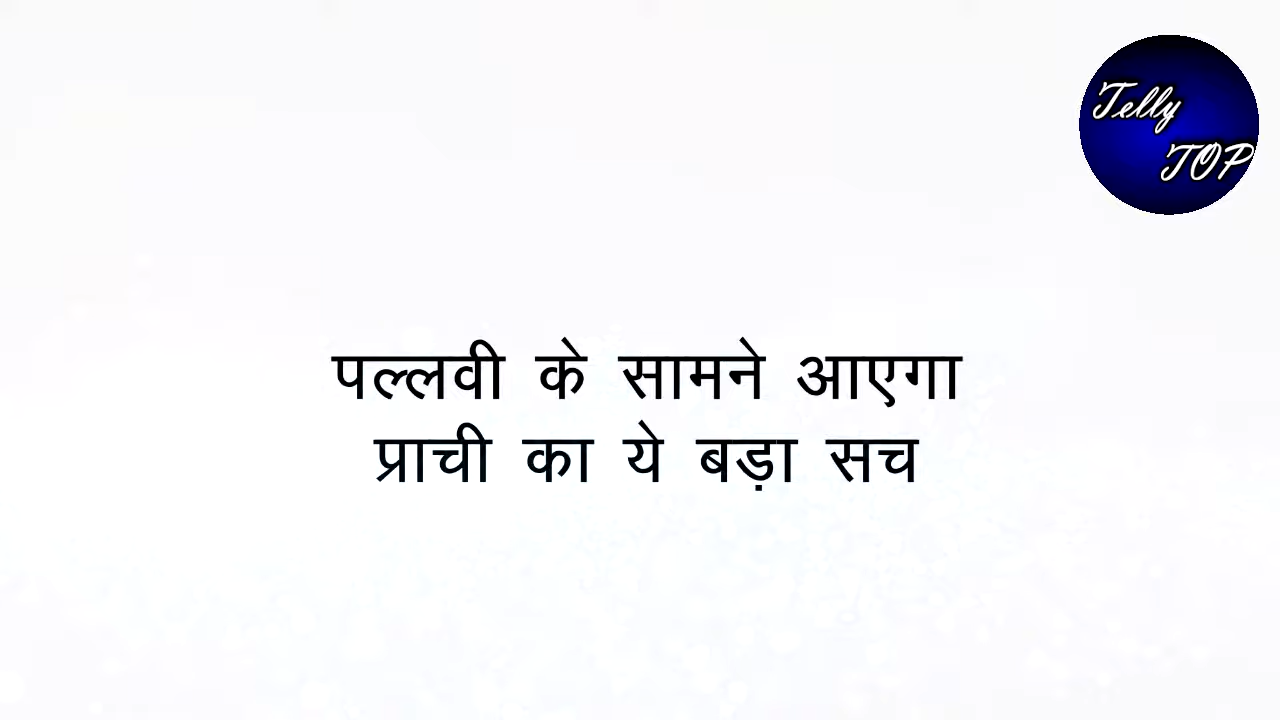 Telly
TOP
पल्लवी के सामने आएगा
प्राची का ये बड़ा सच